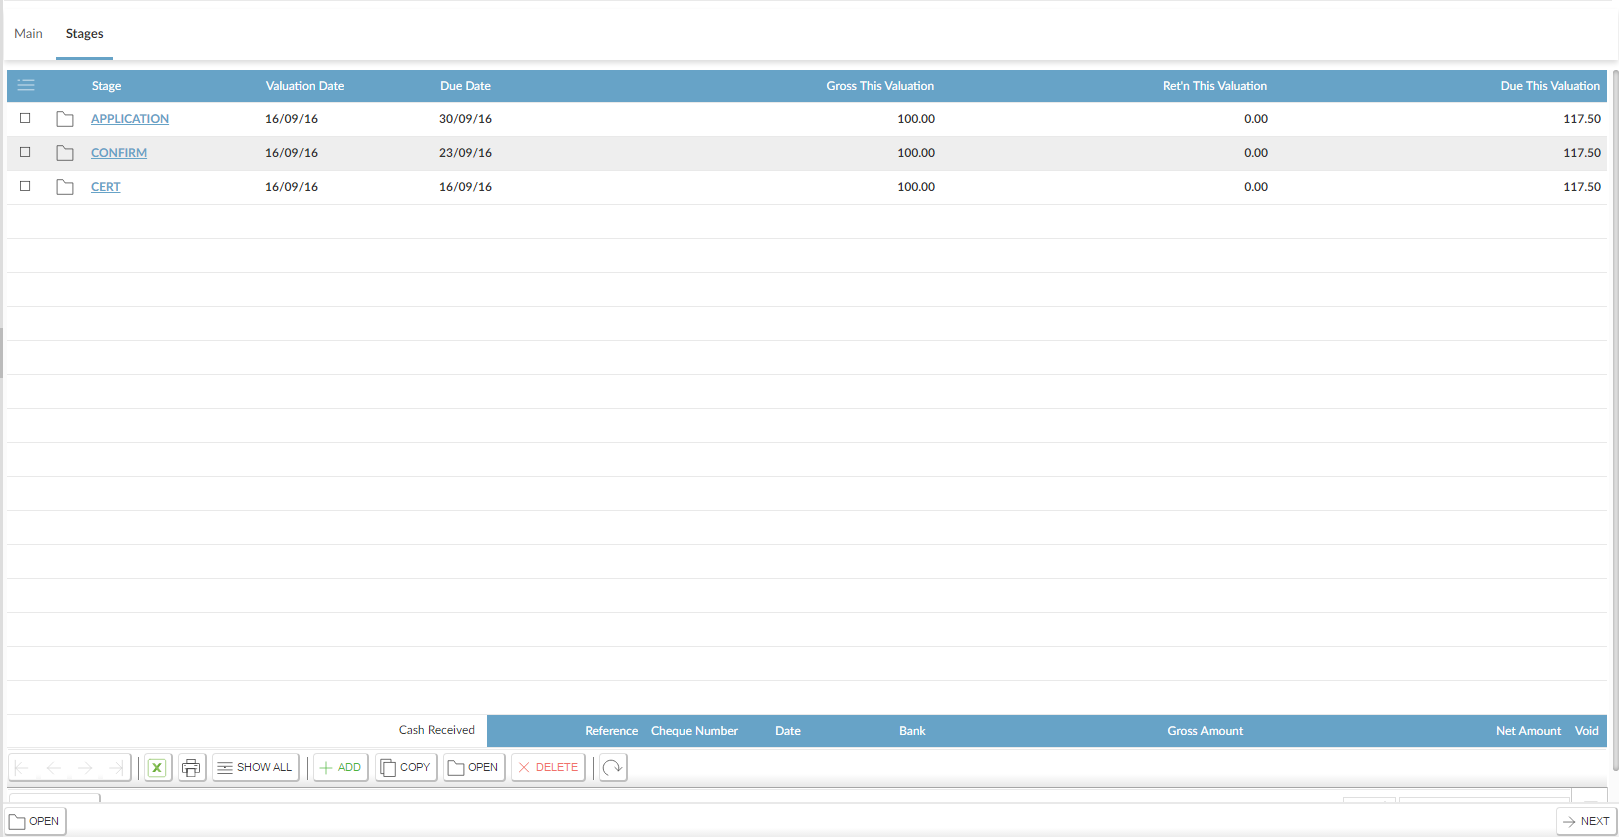 Main Stages
Stage Valuation Date Due Date Gross This Valuation Ret'n This Valuation Due This Valuation
APPLICATION 16/09/16 30/09/16 100.00 0.00 117.50
CONFIRM 16/09/16 23/09/16 100.00 0.00 117.50
CERT 16/09/16 16/09/16 100.00 0.00 117.50
Cash Received Reference Cheque Number Date Bank Gross Amount Net Amount Void
SHOW ALL ADD COPY OPEN DELETE
OPEN NEXT